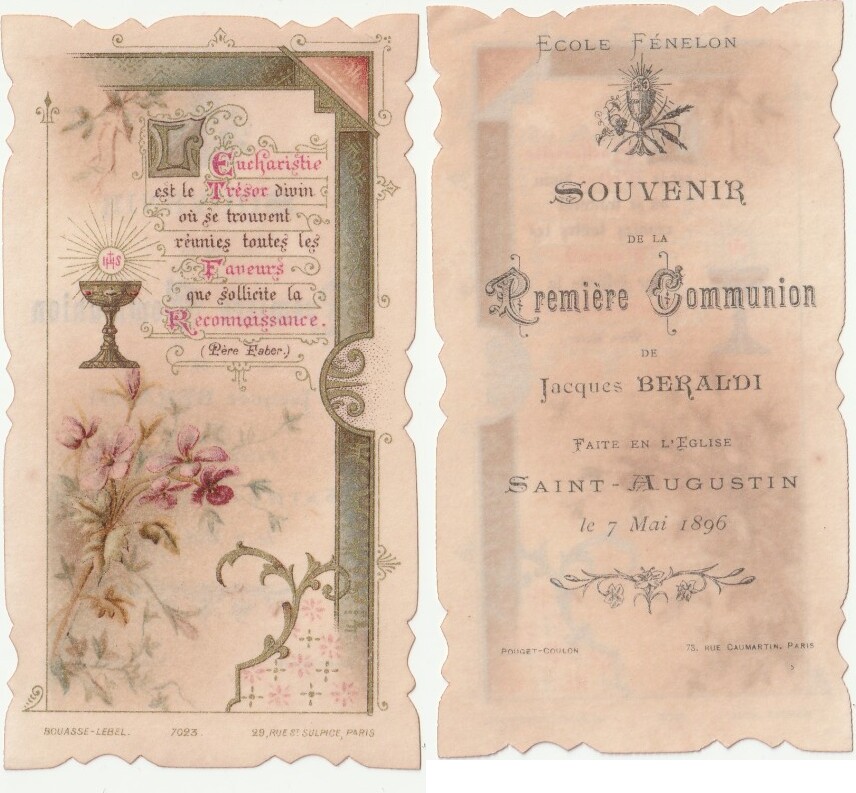 L'Eucharistie
est le Trésor divin
où se trouvent
réunies toutes les
Faveurs
que sollicite la
Reconnaissance.
(Père Faber.)
IHS
BOUASSE-LEBEL. 7023. 29, RUE ST SULPICE, PARIS
ECOLE FÉNELON
SOUVENIR
DE LA
Première Communion
DE
Jacques BERALDI
FAITE EN L'EGLISE
SAINT-AUGUSTIN
le 7 Mai 1896
POUGET-COULON 73, RUE CAUMARTIN, PARIS